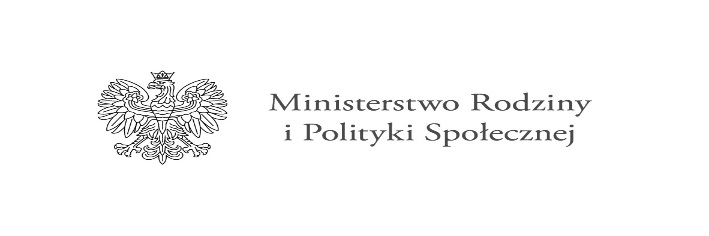 Ministerstwo Rodziny
i Polityki Społecznej